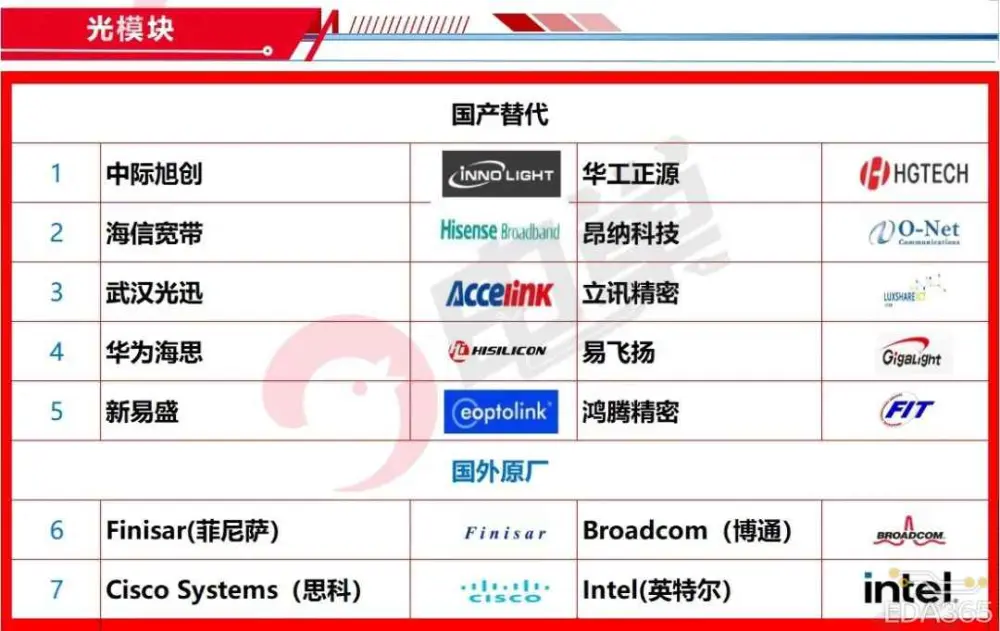 光模块
国产替代
1 中际旭创 INNOLIGHT 华工正源 HGTECH
2 海信宽带 Hisense Broadband 昂纳科技 O-Net Communications
3 武汉光迅 Accelink 立讯精密 LUXSHARE ICT
4 华为海思 Hi HISILICON 易飞扬 GIGALIGHT
5 新易盛 eoptolink 鸿腾精密 FIT
国外原厂
6 Finisar(菲尼萨) Finisar Broadcom（博通） BROADCOM
7 Cisco Systems（思科） CISCO Intel(英特尔) intel.
EDA365